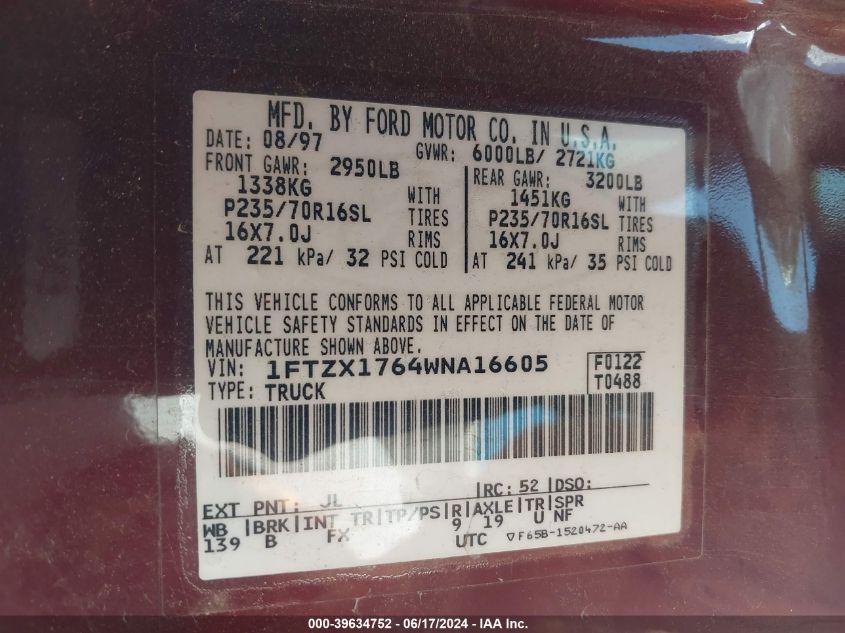 MFD. BY FORD MOTOR CO. IN U.S.A.
DATE: 08/97 GVWR: 6000LB/ 2721KG
FRONT GAWR: 2950LB REAR GAWR: 3200LB
1338KG WITH 1451KG WITH
P235/70R16SL TIRES P235/70R16SL TIRES
16X7.0J RIMS 16X7.0J RIMS
AT 221 kPa/ 32 PSI COLD AT 241 kPa/ 35 PSI COLD
THIS VEHICLE CONFORMS TO ALL APPLICABLE FEDERAL MOTOR
VEHICLE SAFETY STANDARDS IN EFFECT ON THE DATE OF
MANUFACTURE SHOWN ABOVE.
VIN: 1FTZX1764WNA16605 F0122
TYPE: TRUCK T0488
EXT PNT: JL RC: 52 DSO:
WB BRK INT TR TP/PS R AXLE TR SPR
139 B FX 9 19 U NF
UTC F65B-1520472-AA
000-39634752 - 06/17/2024 - IAA Inc.